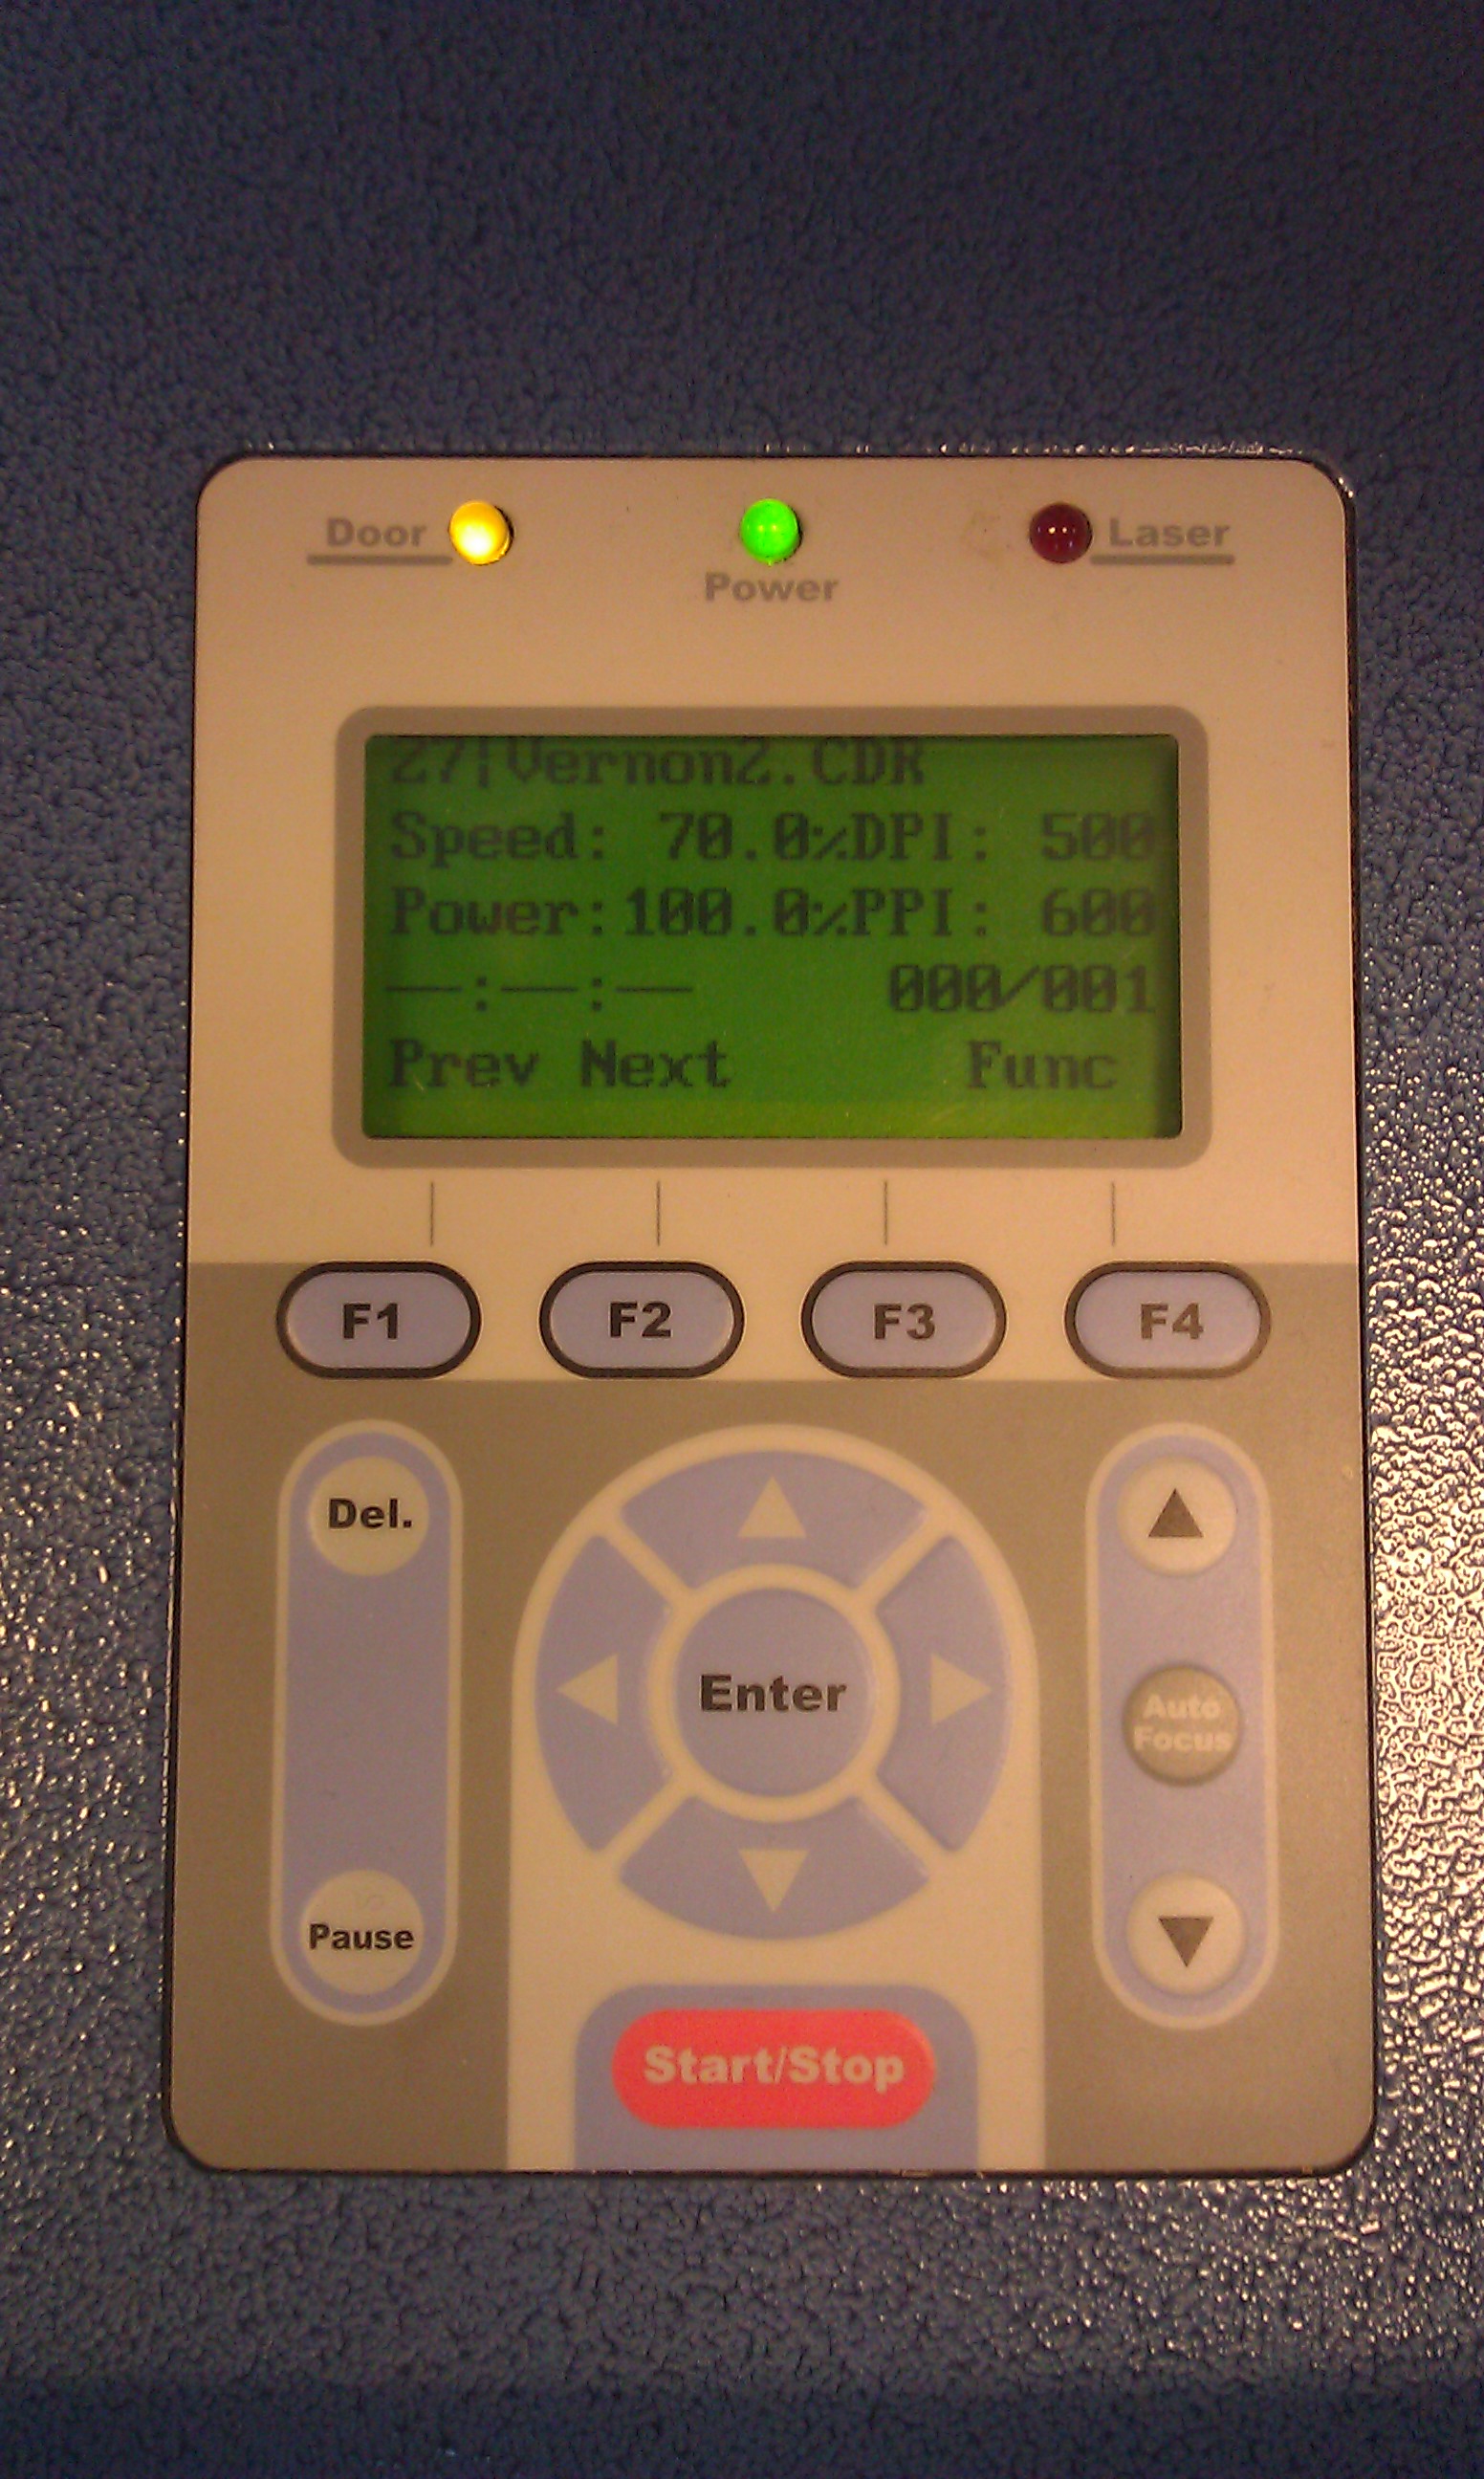 Door Laser
Power
27|Vernon2.CDR
Speed: 70.0%DPI: 500
Power:100.0%PPI: 600
--:--:-- 000/001
Prev Next Func
F1 F2 F3 F4
Del.
Enter
Auto
Focus
Pause
Start/Stop